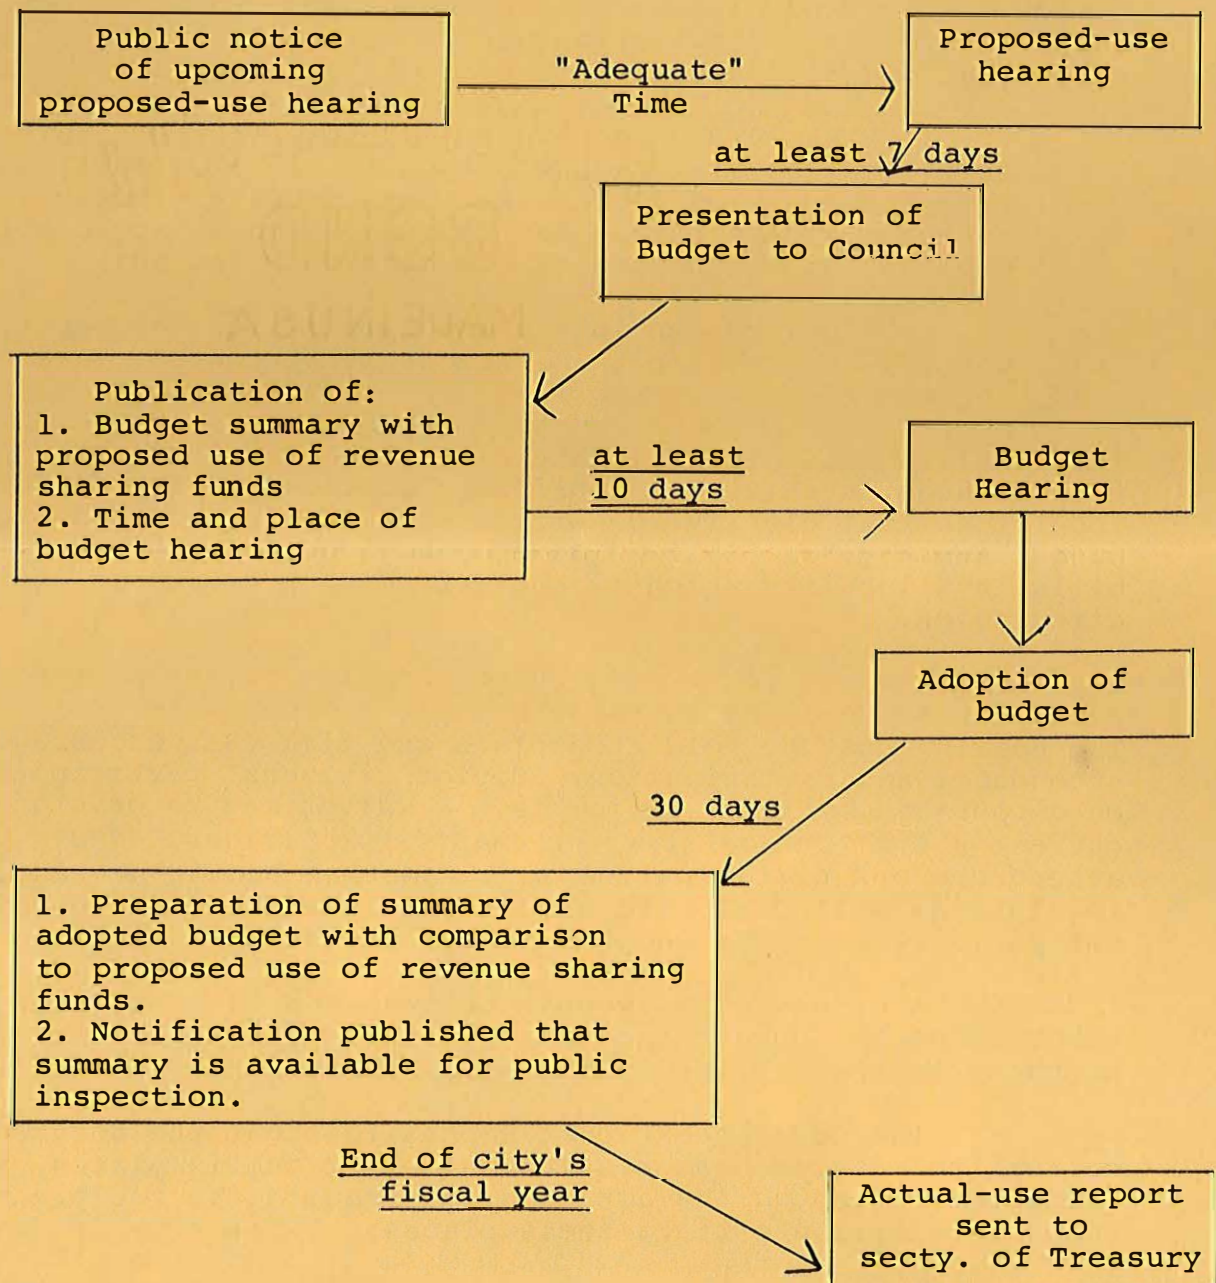 Public notice
of upcoming
proposed-use hearing
"Adequate"
Time
Proposed-use
hearing
at least 7 days
Presentation of
Budget to Council
MADE IN USA
Publication of:
1. Budget summary with
proposed use of revenue
sharing funds
2. Time and place of
budget hearing
at least
10 days
Budget
Hearing
Adoption of
budget
30 days
1. Preparation of summary of
adopted budget with comparison
to proposed use of revenue sharing
funds.
2. Notification published that
summary is available for public
inspection.
End of city's
fiscal year
Actual-use report
sent to
secty. of Treasury